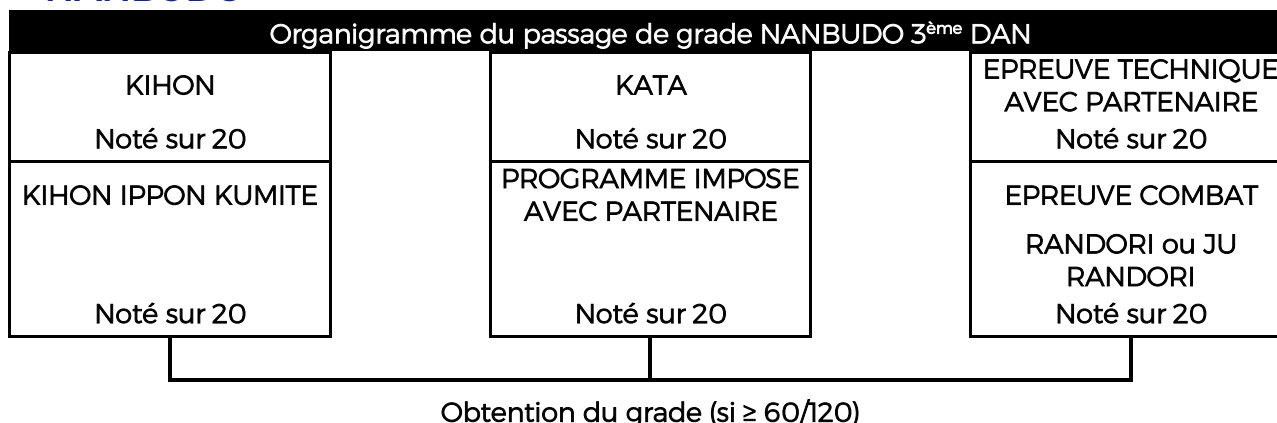 Organigramme du passage de grade NANBUDO 3ème DAN
KIHON
Noté sur 20
KATA
Noté sur 20
EPREUVE TECHNIQUE
AVEC PARTENAIRE
Noté sur 20
KIHON IPPON KUMITE
Noté sur 20
PROGRAMME IMPOSE
AVEC PARTENAIRE
Noté sur 20
EPREUVE COMBAT
RANDORI ou JU
RANDORI
Noté sur 20
Obtention du grade (si ≥ 60/120)